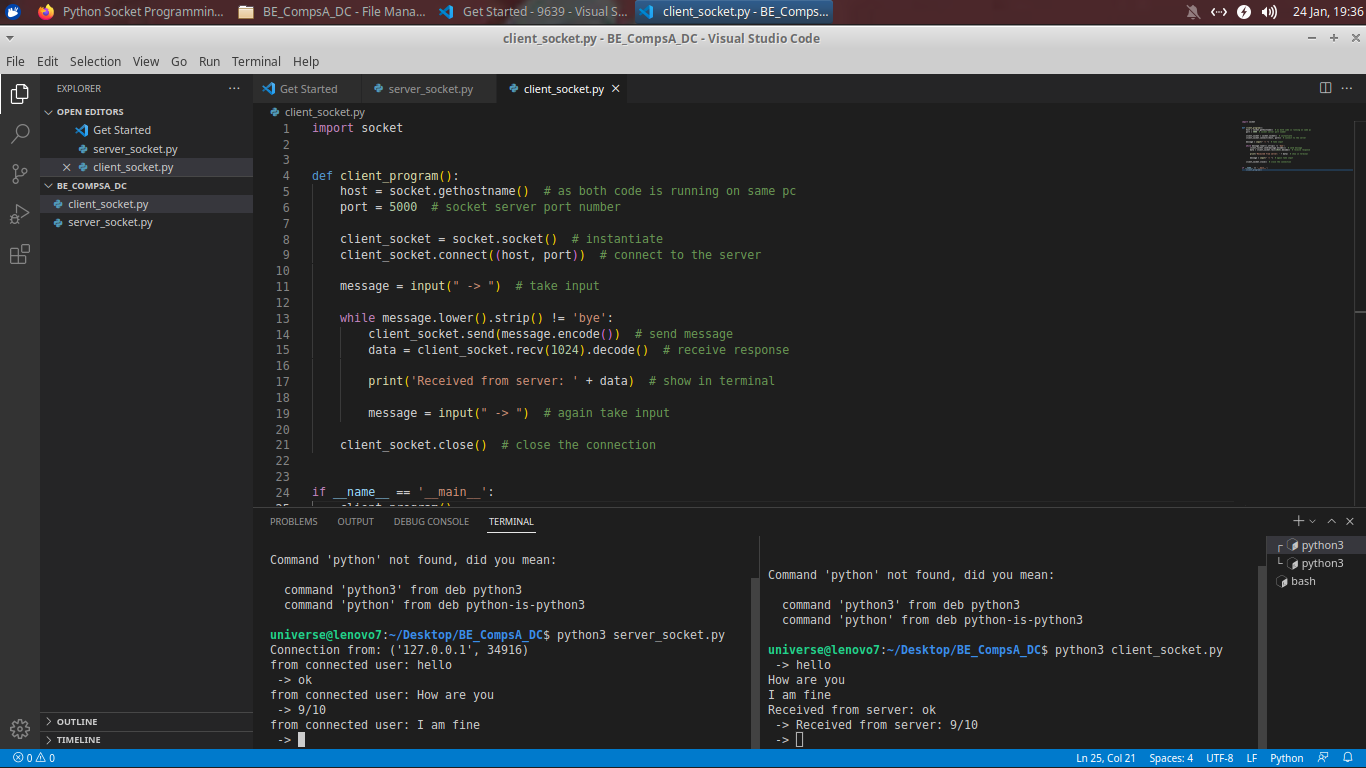 Python Socket Programmin...
BE_CompsA_DC - File Mana...
Get Started - 9639 - Visual S...
client_socket.py - BE_Comps...
24 Jan, 19:36
client_socket.py - BE_CompsA_DC - Visual Studio Code
File Edit Selection View Go Run Terminal Help
EXPLORER
OPEN EDITORS
Get Started
server_socket.py
client_socket.py
BE_COMPSA_DC
client_socket.py
server_socket.py
OUTLINE
TIMELINE
Get Started
server_socket.py
client_socket.py
client_socket.py
1 import socket
2
3
4 def client_program():
5     host = socket.gethostname()  # as both code is running on same pc
6     port = 5000  # socket server port number
7
8     client_socket = socket.socket()  # instantiate
9     client_socket.connect((host, port))  # connect to the server
10
11     message = input(" -> ")  # take input
12
13     while message.lower().strip() != 'bye':
14         client_socket.send(message.encode())  # send message
15         data = client_socket.recv(1024).decode()  # receive response
16
17         print('Received from server: ' + data)  # show in terminal
18
19         message = input(" -> ")  # again take input
20
21     client_socket.close()  # close the connection
22
23
24 if __name__ == '__main__':
PROBLEMS OUTPUT DEBUG CONSOLE TERMINAL
Command 'python' not found, did you mean:
command 'python3' from deb python3
command 'python' from deb python-is-python3
universe@lenovo7:~/Desktop/BE_CompsA_DC$ python3 server_socket.py
Connection from: ('127.0.0.1', 34916)
from connected user: hello
 -> ok
from connected user: How are you
 -> 9/10
from connected user: I am fine
 ->
Command 'python' not found, did you mean:
command 'python3' from deb python3
command 'python' from deb python-is-python3
universe@lenovo7:~/Desktop/BE_CompsA_DC$ python3 client_socket.py
 -> hello
How are you
I am fine
Received from server: ok
 -> Received from server: 9/10
 ->
python3
python3
bash
0 0
Ln 25, Col 21 Spaces: 4 UTF-8 LF Python